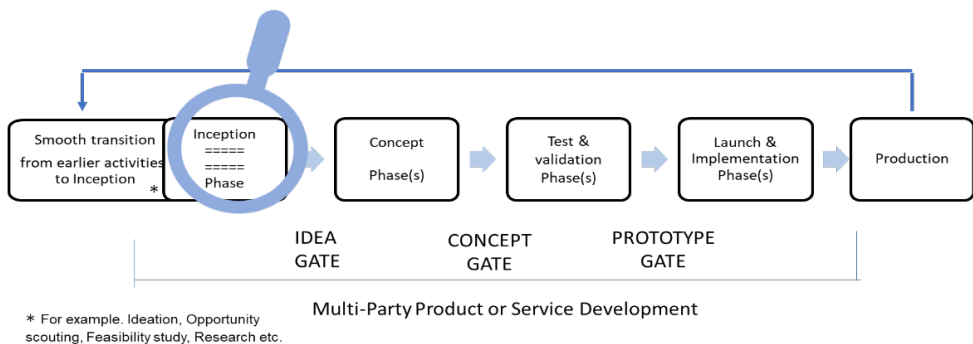 Smooth transition
from earlier activities
to Inception
*
Inception
=====
=====
Phase
Concept
Phase(s)
Test &
validation
Phase(s)
Launch &
Implementation
Phase(s)
Production
IDEA
GATE
CONCEPT
GATE
PROTOTYPE
GATE
Multi-Party Product or Service Development
* For example. Ideation, Opportunity
scouting, Feasibility study, Research etc.